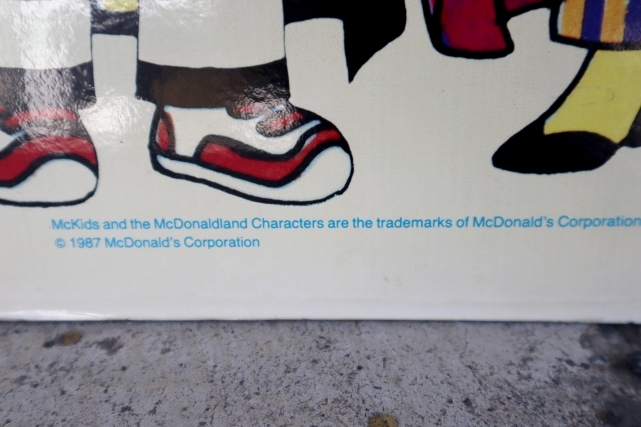 McKids and the McDonaldland Characters are the trademarks of McDonald's Corporation
© 1987 McDonald's Corporation